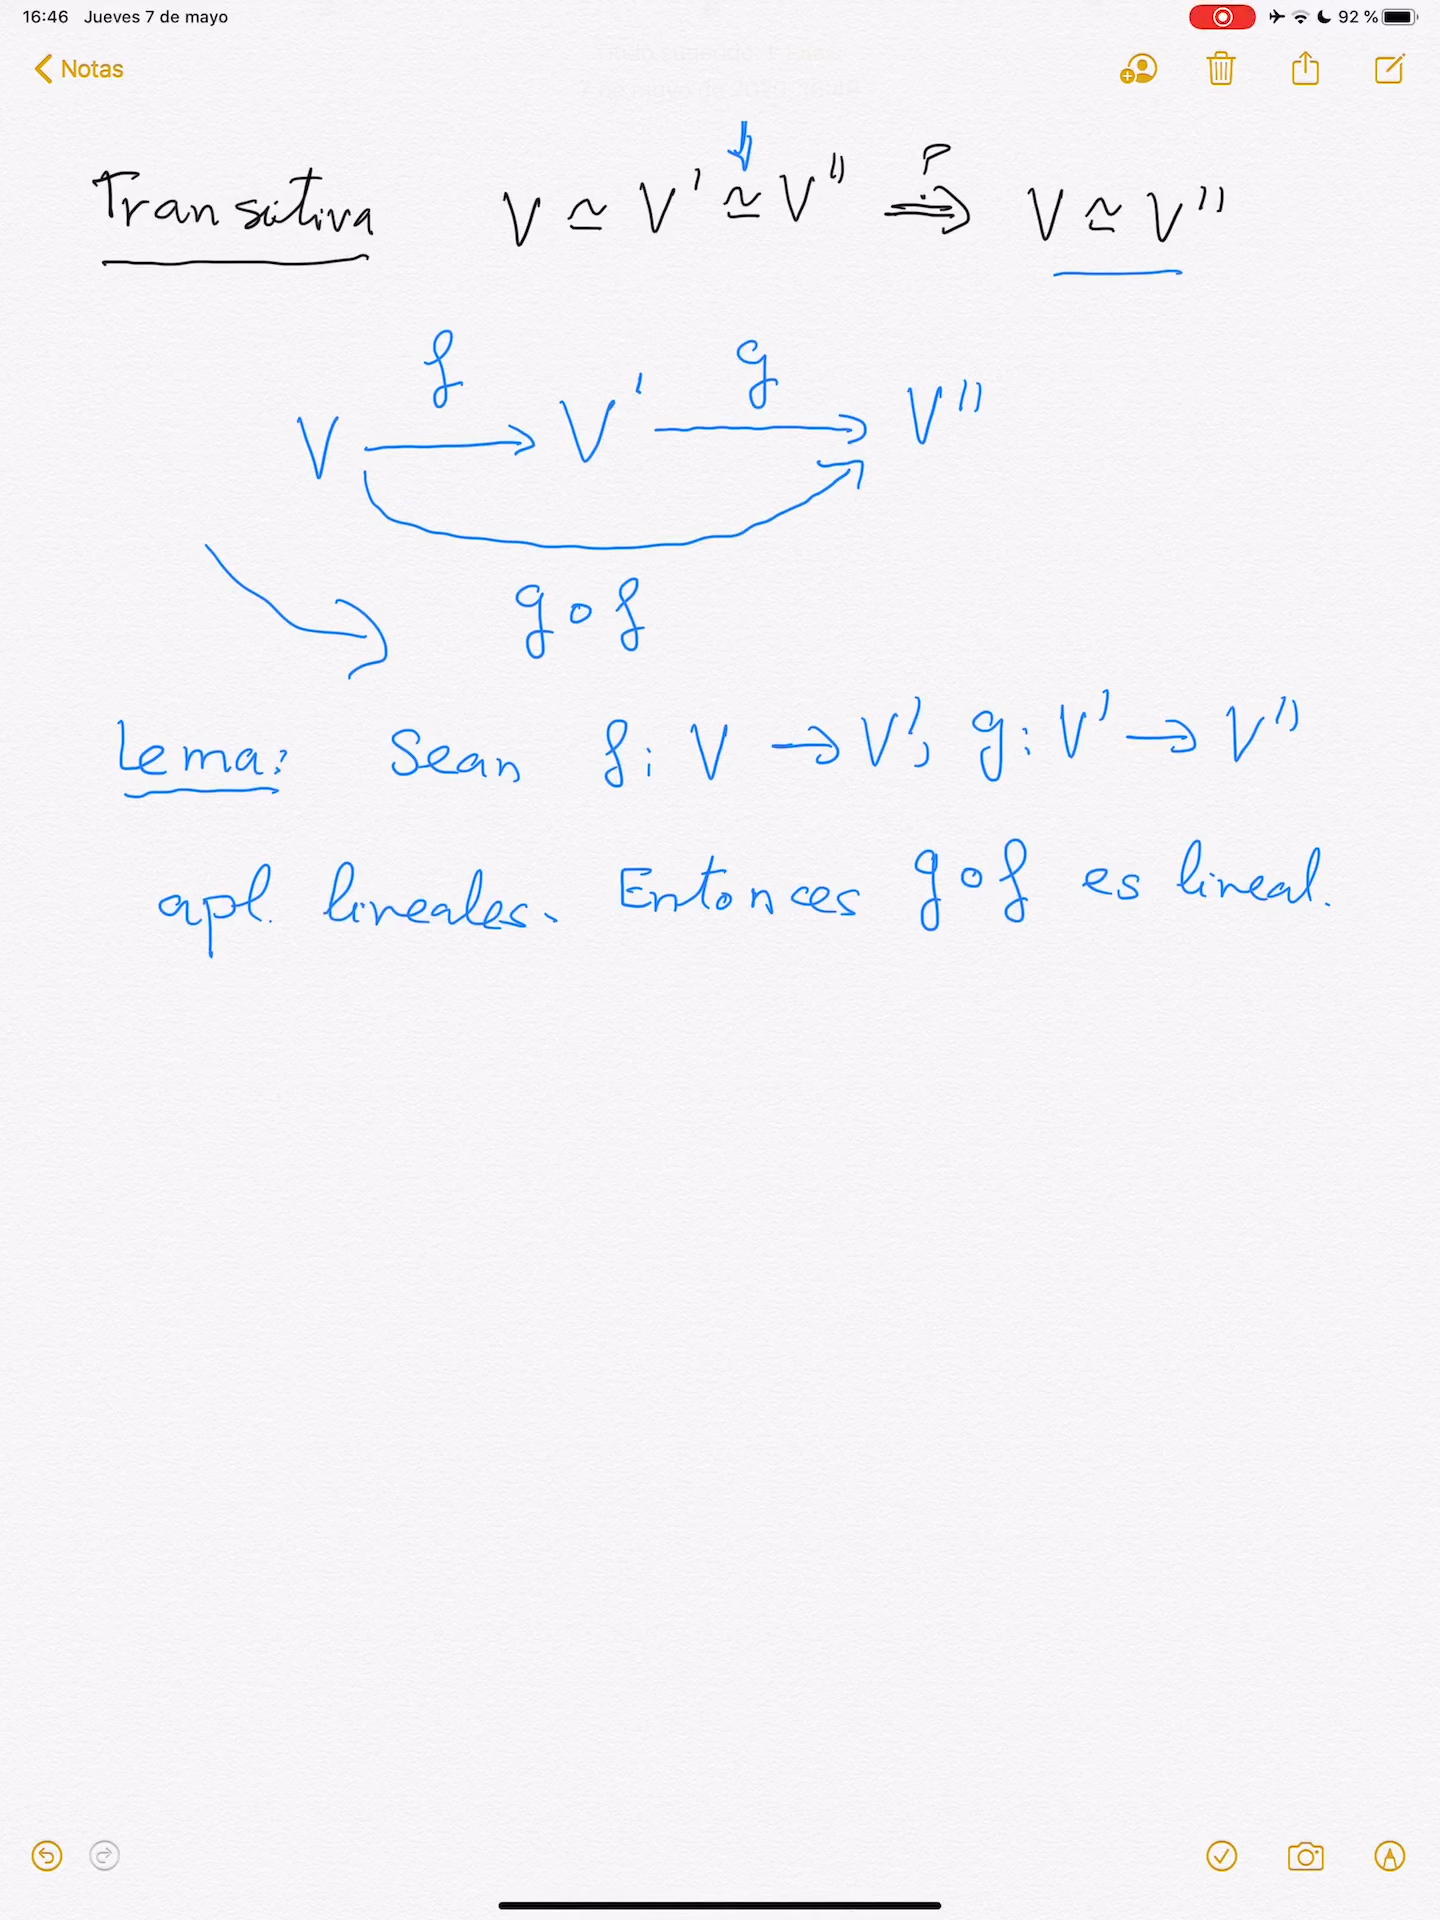 16:46 Jueves 7 de mayo 92 %
Notas
Transitiva V ≃ V' ≃ V'' ⇒ ? V ≃ V''
f g
V → V' → V''
g∘f
Lema: Sean f: V → V', g: V' → V''
apl. lineales. Entonces g∘f es lineal.